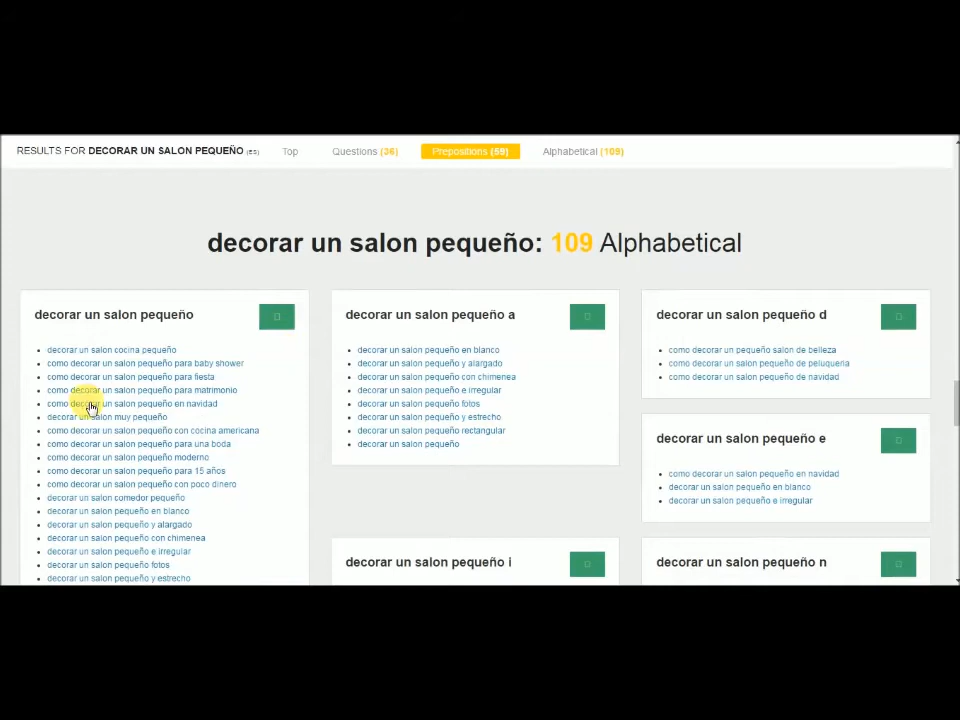 RESULTS FOR DECORAR UN SALON PEQUEÑO (ES) Top Questions (36) Prepositions (59) Alphabetical (109)
decorar un salon pequeño: 109 Alphabetical
decorar un salon pequeño
decorar un salon cocina pequeño
como decorar un salon pequeño para baby shower
como decorar un salon pequeño para fiesta
como decorar un salon pequeño para matrimonio
como decorar un salon pequeño en navidad
decorar un salon muy pequeño
como decorar un salon pequeño con cocina americana
como decorar un salon pequeño para una boda
como decorar un salon pequeño moderno
como decorar un salon pequeño para 15 años
como decorar un salon pequeño con poco dinero
decorar un salon comedor pequeño
decorar un salon pequeño en blanco
decorar un salon pequeño y alargado
decorar un salon pequeño con chimenea
decorar un salon pequeño e irregular
decorar un salon pequeño fotos
decorar un salon pequeño y estrecho
decorar un salon pequeño a
decorar un salon pequeño en blanco
decorar un salon pequeño y alargado
decorar un salon pequeño con chimenea
decorar un salon pequeño e irregular
decorar un salon pequeño fotos
decorar un salon pequeño y estrecho
decorar un salon pequeño rectangular
decorar un salon pequeño
decorar un salon pequeño i
decorar un salon pequeño d
como decorar un pequeño salon de belleza
como decorar un salon pequeño de peluqueria
como decorar un salon pequeño de navidad
decorar un salon pequeño e
como decorar un salon pequeño en navidad
decorar un salon pequeño en blanco
decorar un salon pequeño e irregular
decorar un salon pequeño n